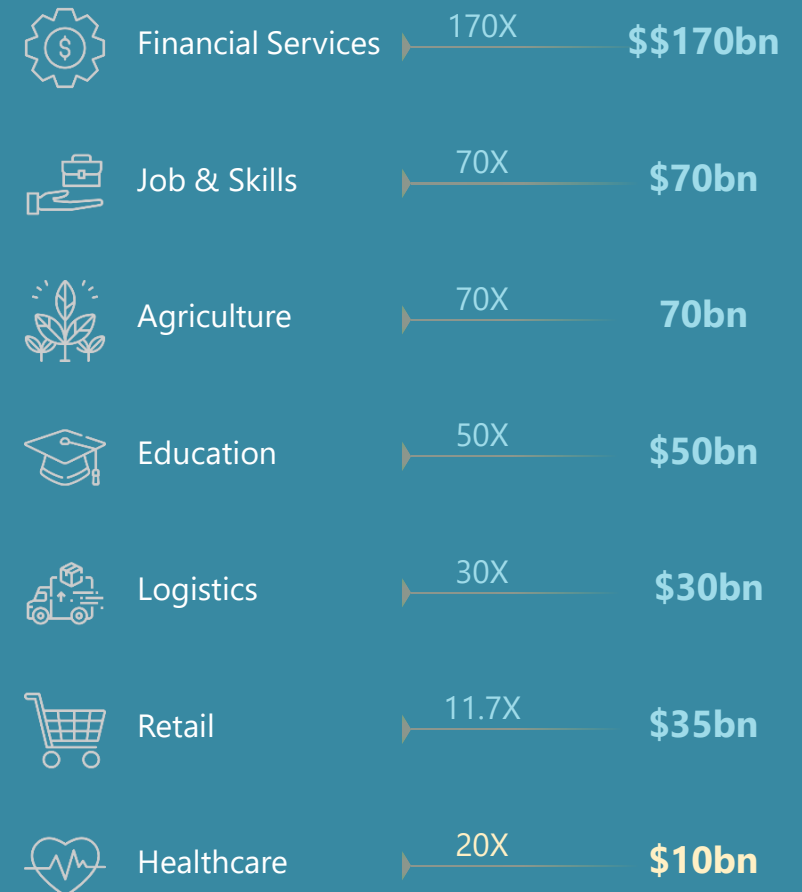 $
Financial Services 170X $$170bn
Job & Skills 70X $70bn
Agriculture 70X 70bn
Education 50X $50bn
Logistics 30X $30bn
Retail 11.7X $35bn
Healthcare 20X $10bn